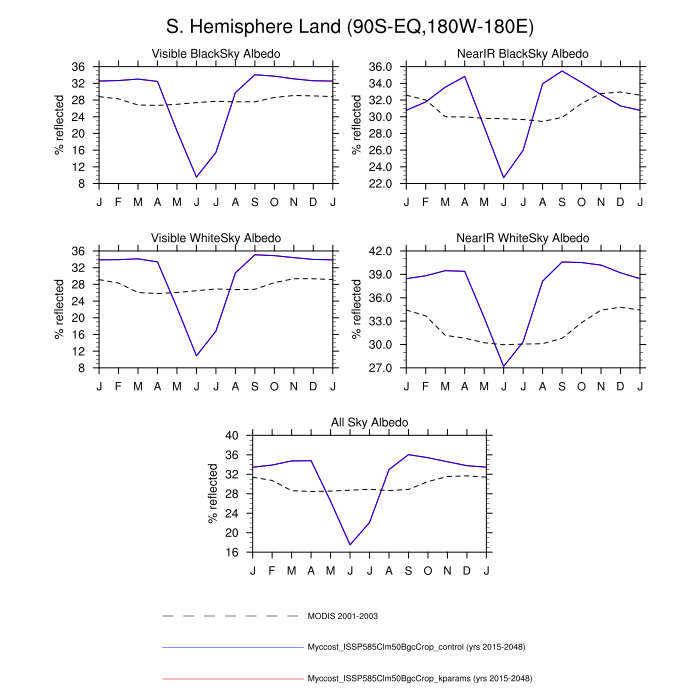 S. Hemisphere Land (90S-EQ,180W-180E)
Visible BlackSky Albedo
% reflected
36
32
28
24
20
16
12
8
J F M A M J J A S O N D J
NearIR BlackSky Albedo
% reflected
36.0
34.0
32.0
30.0
28.0
26.0
24.0
22.0
J F M A M J J A S O N D J
Visible WhiteSky Albedo
% reflected
36
32
28
24
20
16
12
8
J F M A M J J A S O N D J
NearIR WhiteSky Albedo
% reflected
42.0
39.0
36.0
33.0
30.0
27.0
J F M A M J J A S O N D J
All Sky Albedo
% reflected
40
36
32
28
24
20
16
J F M A M J J A S O N D J
MODIS 2001-2003
Myccost_ISSP585Clm50BgcCrop_control (yrs 2015-2048)
Myccost_ISSP585Clm50BgcCrop_kparams (yrs 2015-2048)